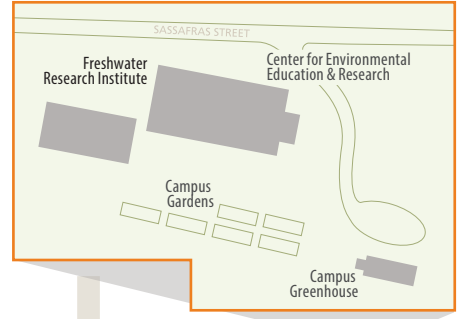 SASSAFRAS STREET
Freshwater
Research Institute
Center for Environmental
Education & Research
Campus
Gardens
Campus
Greenhouse